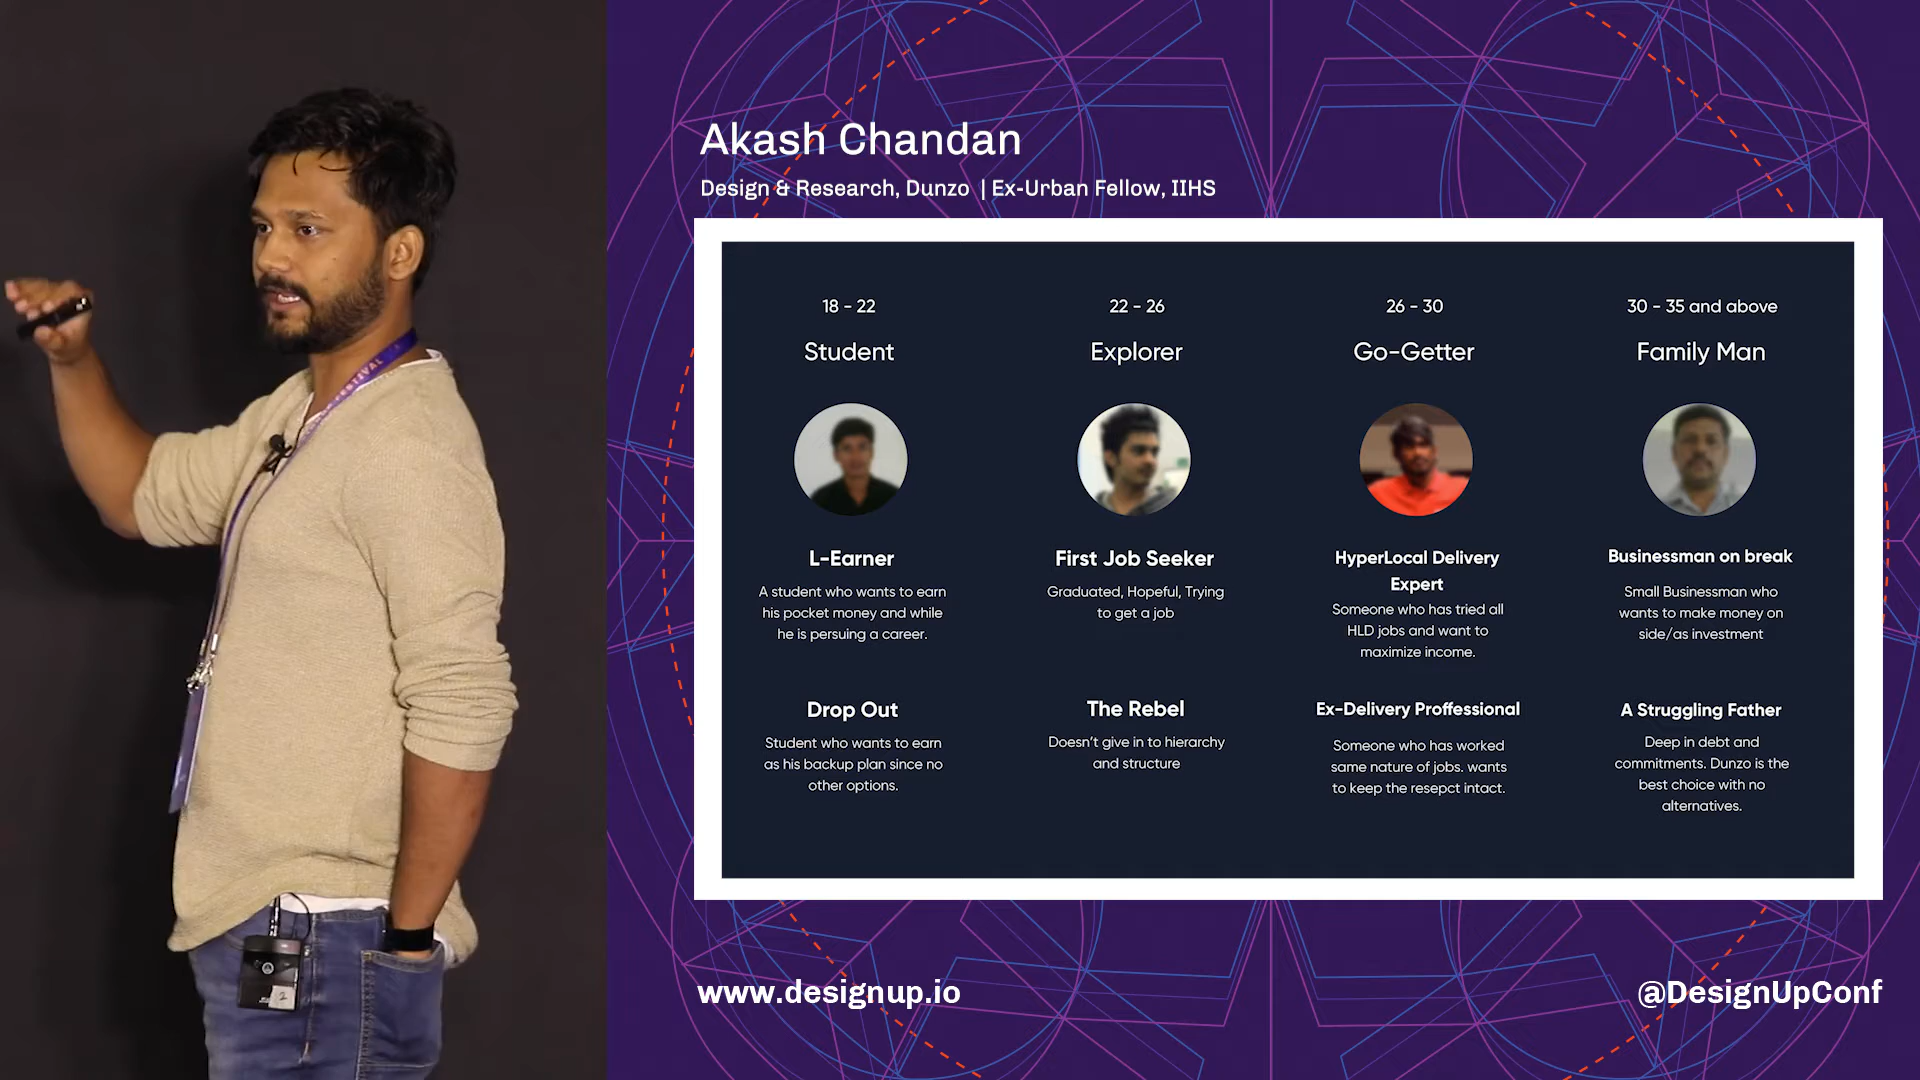 Akash Chandan
Design & Research, Dunzo | Ex-Urban Fellow, IIHS
18 - 22
Student
L-Earner
A student who wants to earn
his pocket money and while
he is persuing a career.
Drop Out
Student who wants to earn
as his backup plan since no
other options.
22 - 26
Explorer
First Job Seeker
Graduated, Hopeful, Trying
to get a job
The Rebel
Doesn't give in to hierarchy
and structure
26 - 30
Go-Getter
HyperLocal Delivery
Expert
Someone who has tried all
HLD jobs and want to
maximize income.
Ex-Delivery Proffessional
Someone who has worked
same nature of jobs. wants
to keep the resepct intact.
30 - 35 and above
Family Man
Businessman on break
Small Businessman who
wants to make money on
side/as investment
A Struggling Father
Deep in debt and
commitments. Dunzo is the
best choice with no
alternatives.
www.designup.io
@DesignUpConf
FESTIVAL
2